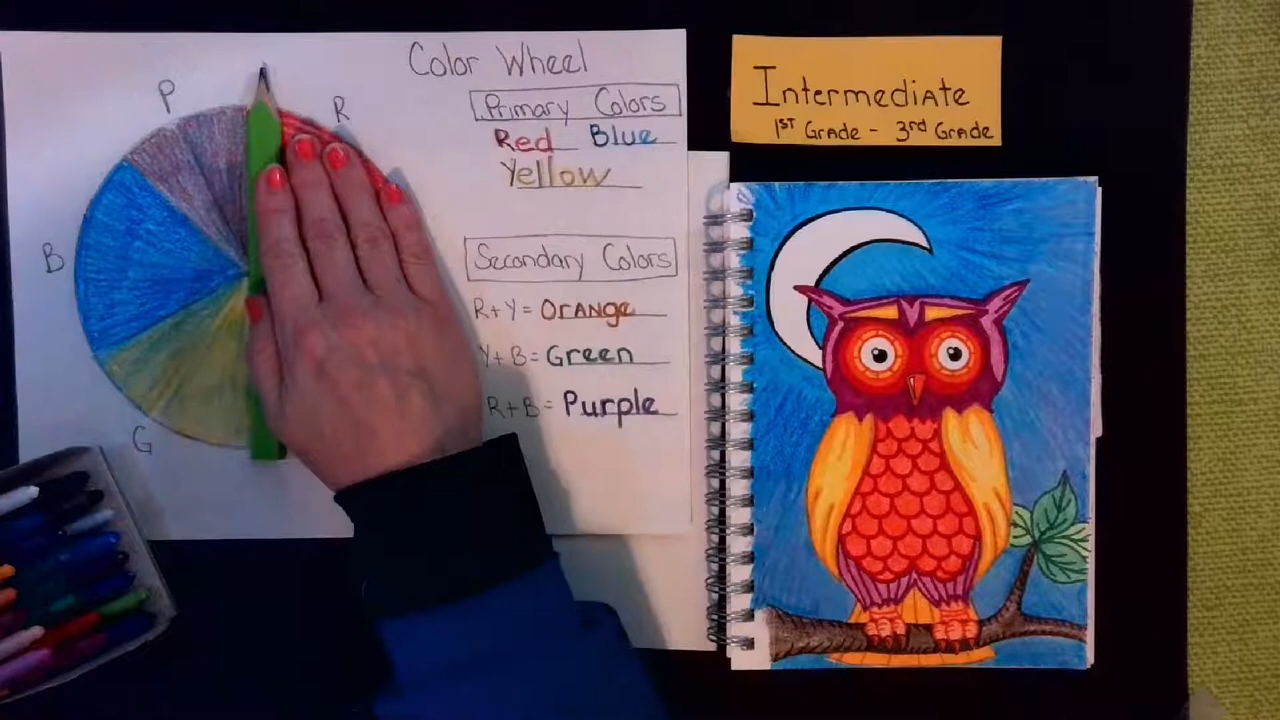 Color Wheel
P
R
B
G
Primary Colors
Red Blue
Yellow
Secondary Colors
R+Y= Orange
Y+B= Green
R+B= Purple
Intermediate
1ST Grade - 3rd Grade